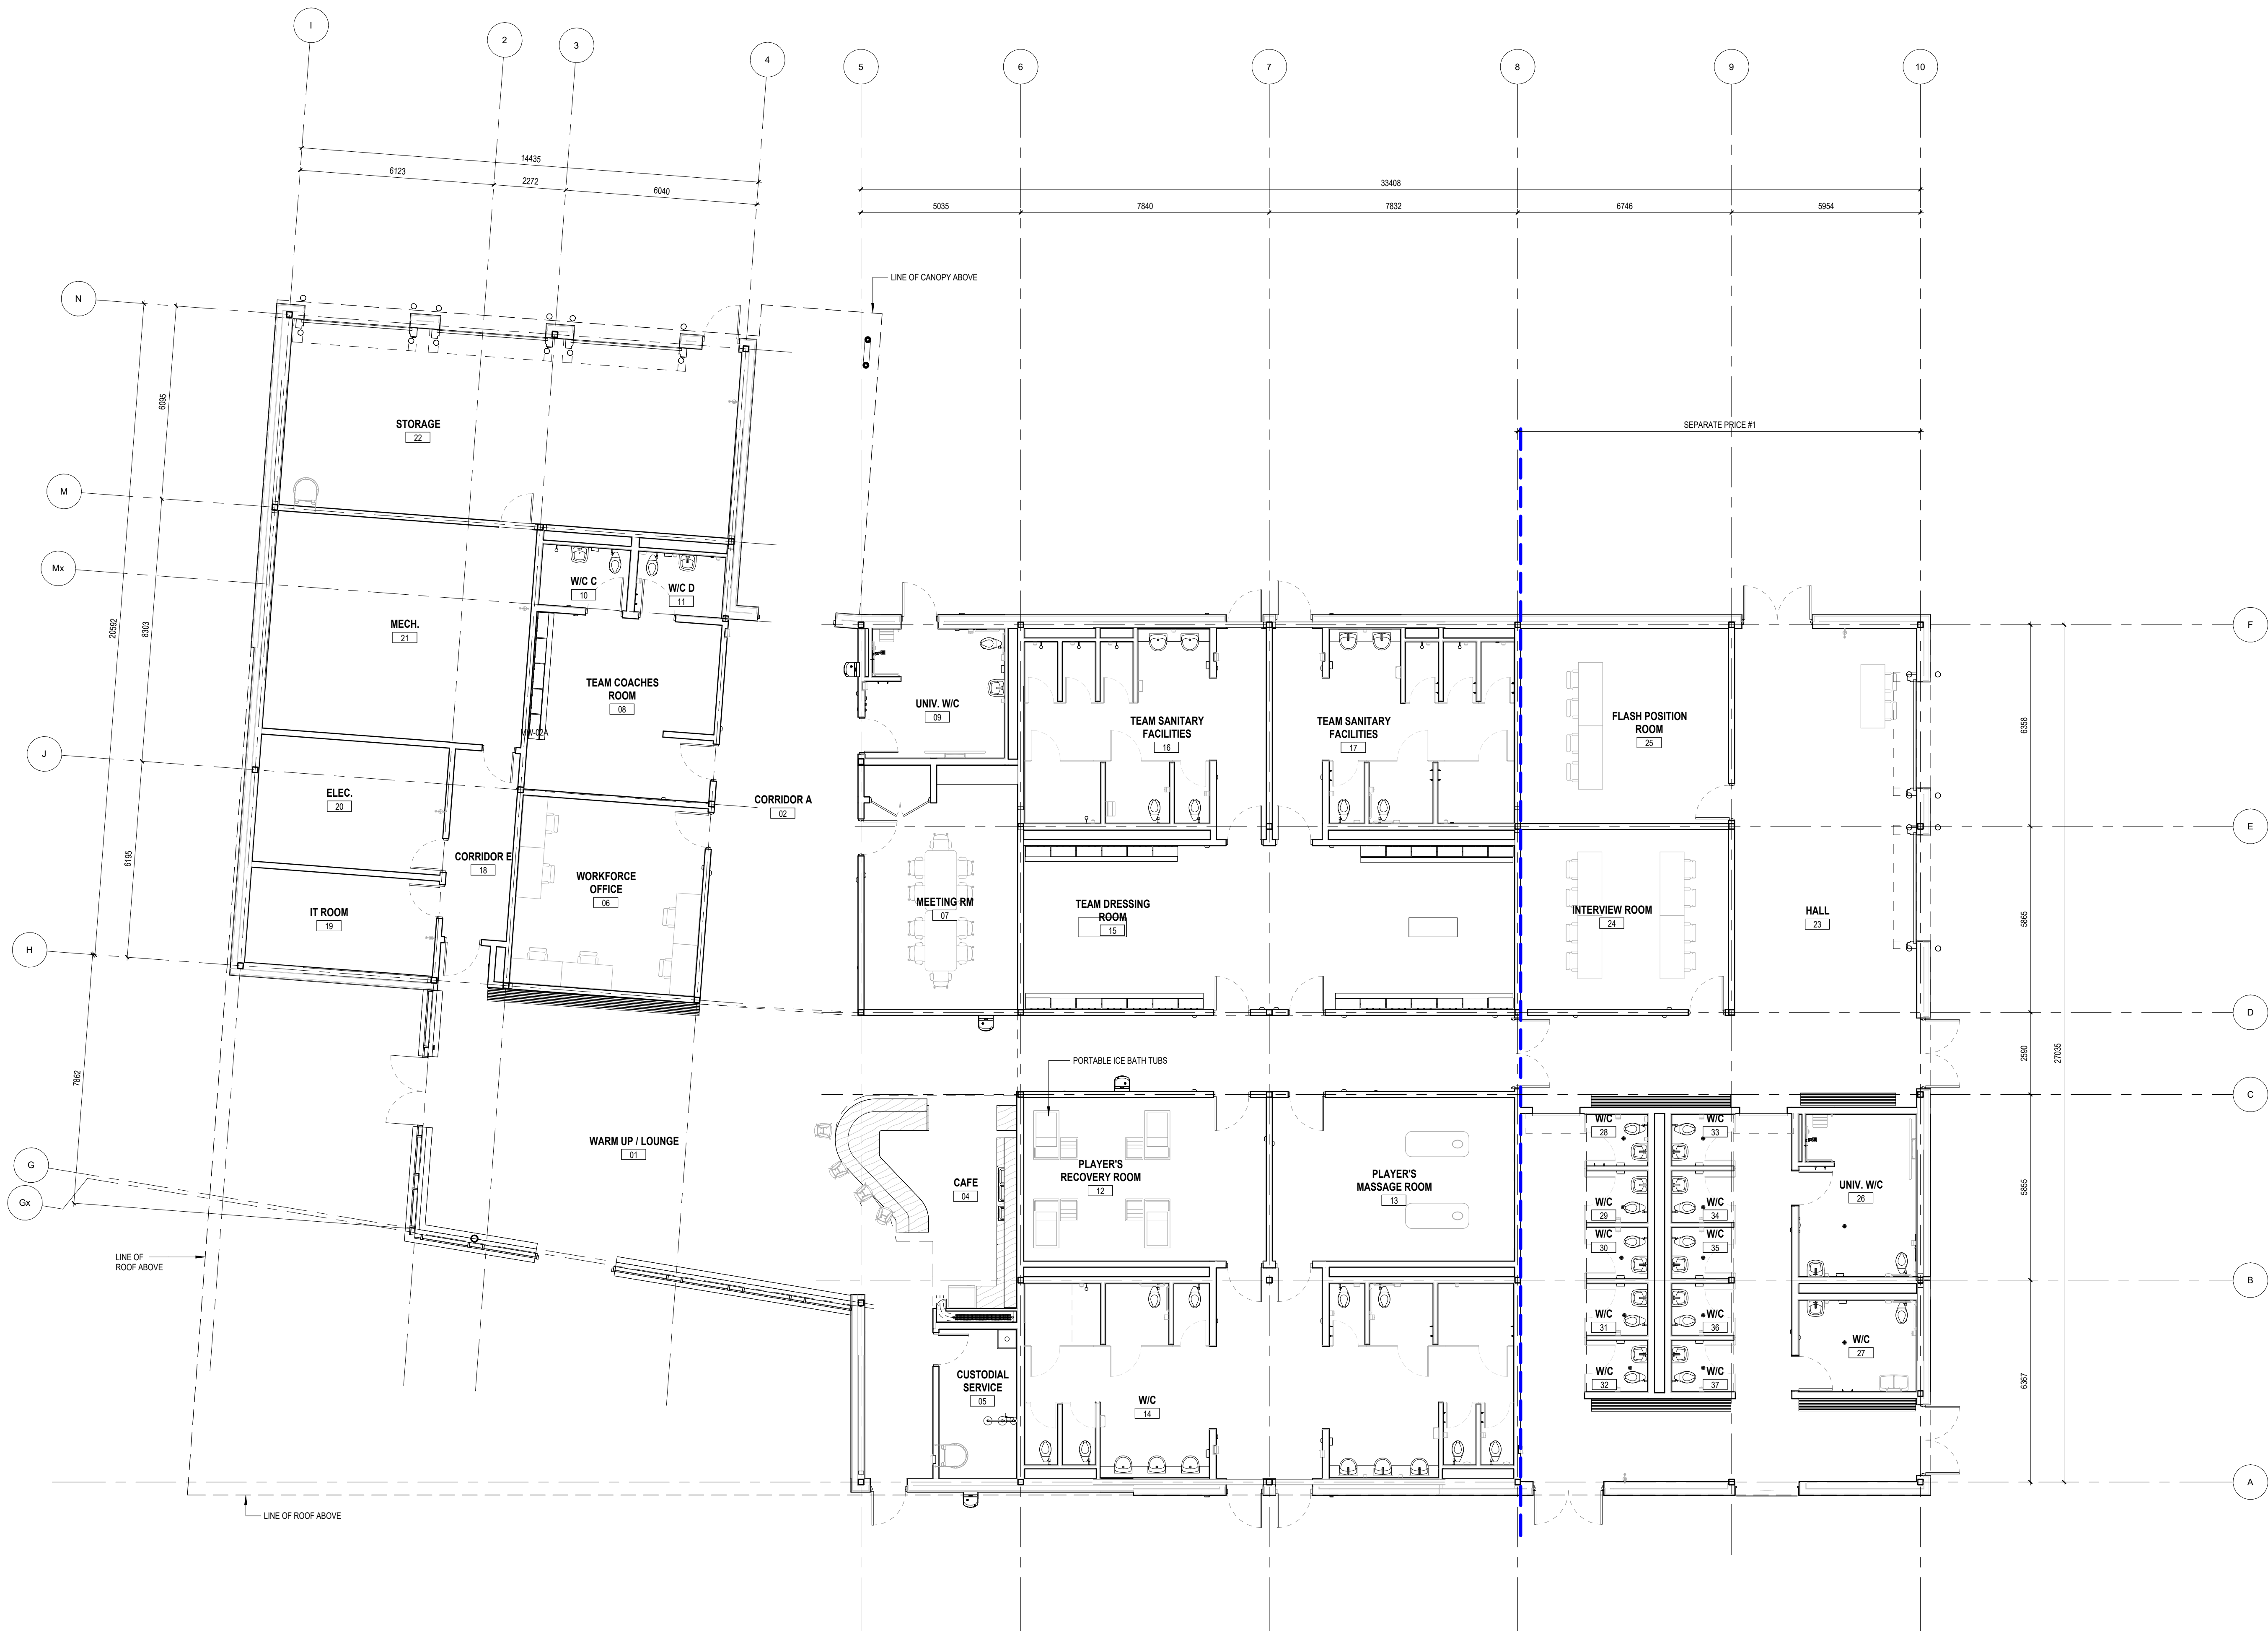 I
2
3
4
5
6
7
8
9
10
14435
6123
2272
6040
33408
5035
7840
7832
6746
5954
LINE OF CANOPY ABOVE
N
6095
STORAGE
22
SEPARATE PRICE #1
M
Mx
20592
8303
W/C C
10
W/C D
11
MECH.
21
F
TEAM COACHES
ROOM
08
MW-02A
UNIV. W/C
09
TEAM SANITARY
FACILITIES
16
TEAM SANITARY
FACILITIES
17
FLASH POSITION
ROOM
25
6358
J
ELEC.
20
CORRIDOR A
02
E
CORRIDOR E
18
6195
WORKFORCE
OFFICE
06
IT ROOM
19
MEETING RM
07
TEAM DRESSING
ROOM
15
INTERVIEW ROOM
24
HALL
23
5865
H
D
7862
PORTABLE ICE BATH TUBS
2590
27035
C
WARM UP / LOUNGE
01
W/C
28
W/C
33
G
Gx
CAFE
04
PLAYER'S
RECOVERY ROOM
12
PLAYER'S
MASSAGE ROOM
13
W/C
29
W/C
34
UNIV. W/C
26
5855
W/C
30
W/C
35
LINE OF
ROOF ABOVE
B
W/C
31
W/C
36
W/C
27
CUSTODIAL
SERVICE
05
W/C
14
W/C
32
W/C
37
6367
A
LINE OF ROOF ABOVE